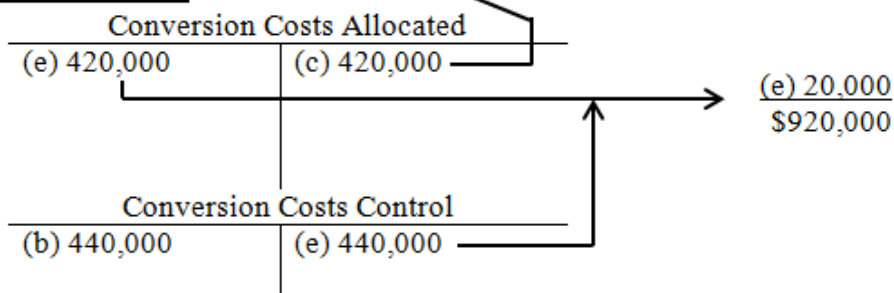 Conversion Costs Allocated
(e) 420,000 (c) 420,000
(e) 20,000
$920,000
Conversion Costs Control
(b) 440,000 (e) 440,000